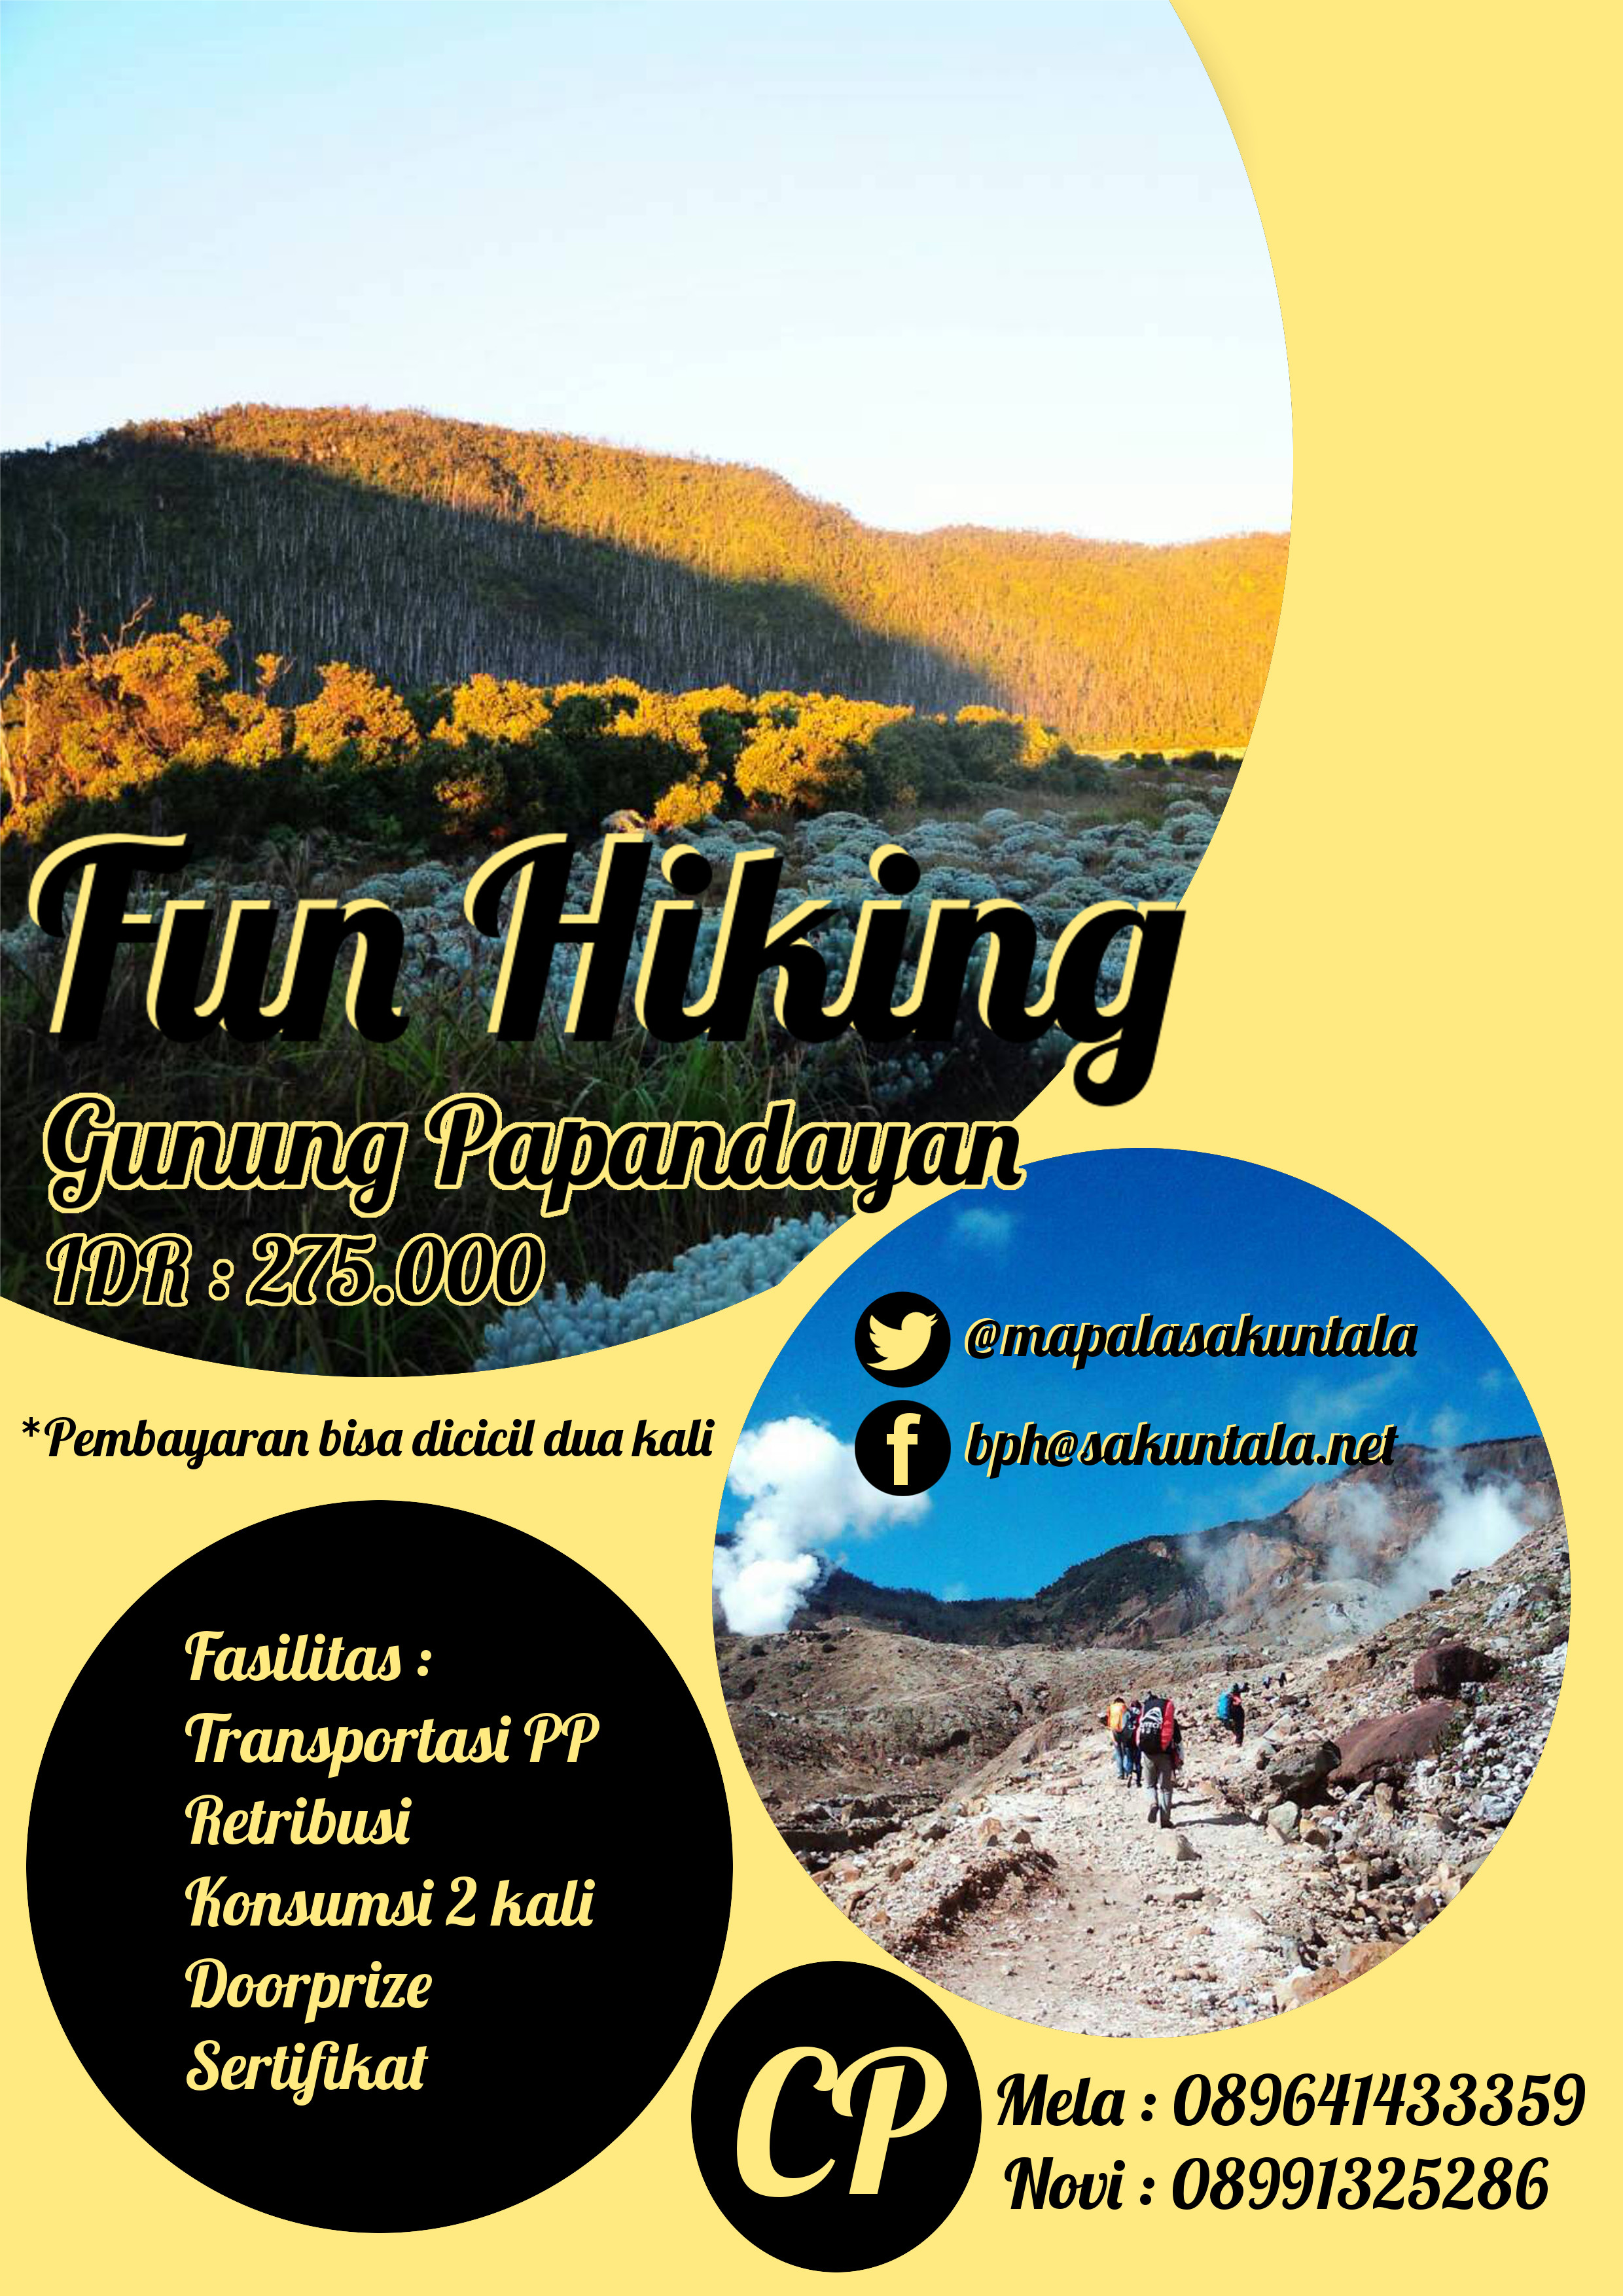 Fun Hiking
Gunung Papandayan
IDR : 275.000
*Pembayaran bisa dicicil dua kali
@mapalasakuntala
bph@sakuntala.net
Fasilitas :
Transportasi PP
Retribusi
Konsumsi 2 kali
Doorprize
Sertifikat
CP
Mela : 089641433359
Novi : 08991325286